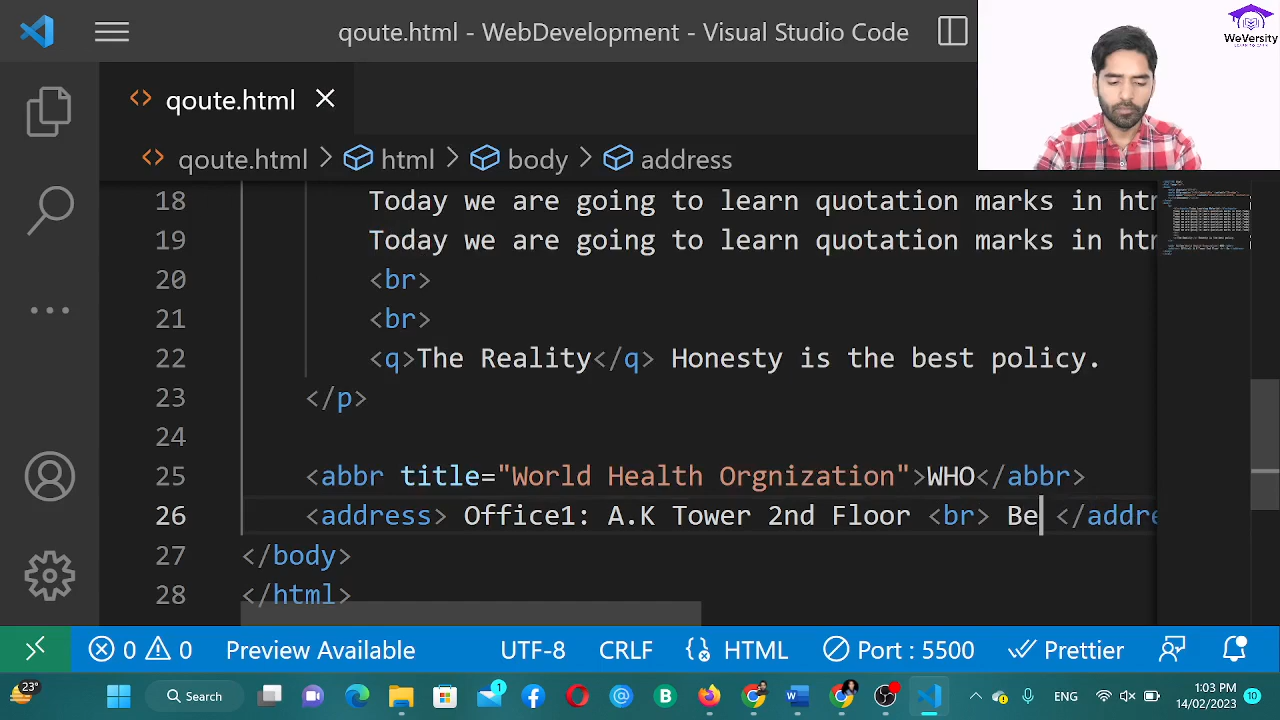 qoute.html - WebDevelopment - Visual Studio Code
WeVersity
qoute.html
qoute.html > html > body > address
18 Today we are going to learn quotation marks in htm
19 Today we are going to learn quotation marks in htm
20 <br>
21 <br>
22 <q>The Reality</q> Honesty is the best policy.
23 </p>
24
25 <abbr title="World Health Orgnization">WHO</abbr>
26 <address> Office1: A.K Tower 2nd Floor <br> Be </addre
27 </body>
28 </html>
0 0 Preview Available UTF-8 CRLF HTML Port : 5500 Prettier
23° Search 1 ENG 1:03 PM
14/02/2023 10